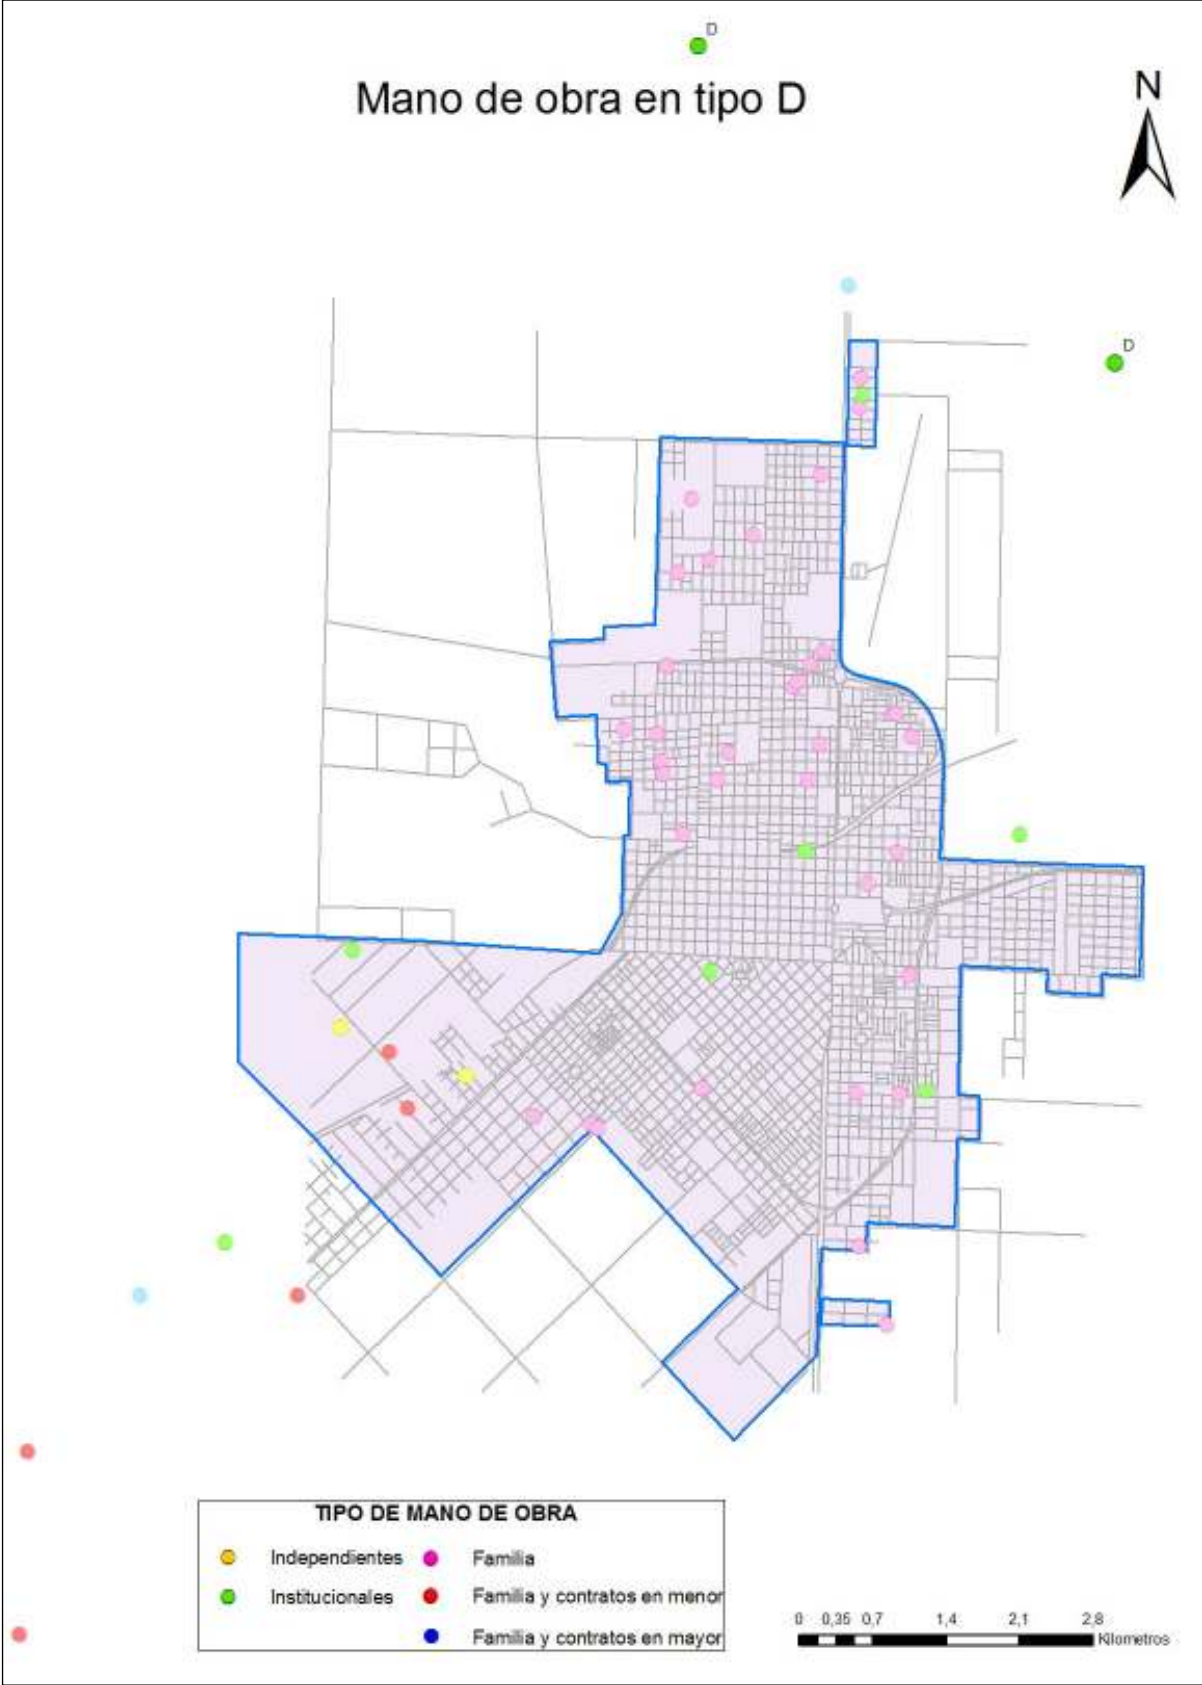 D
Mano de obra en tipo D
N
D
TIPO DE MANO DE OBRA
Independientes
Familia
Institucionales
Familia y contratos en menor
Familia y contratos en mayor
0 0,35 0,7 1,4 2,1 2,8
Kilometros